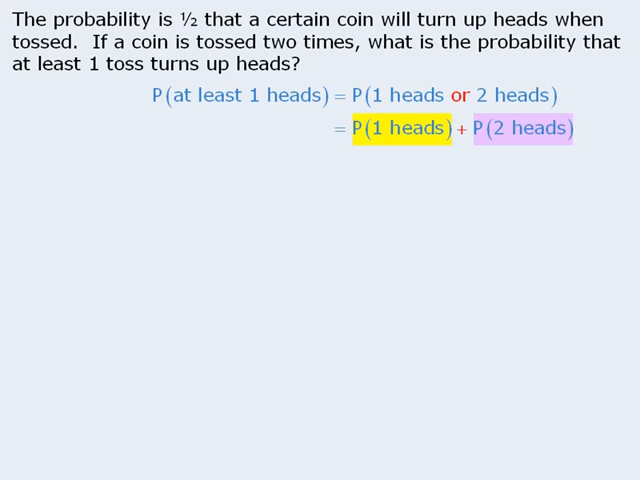 The probability is ½ that a certain coin will turn up heads when
tossed.  If a coin is tossed two times, what is the probability that
at least 1 toss turns up heads?
P(at least 1 heads) = P(1 heads or 2 heads)
= P(1 heads) + P(2 heads)